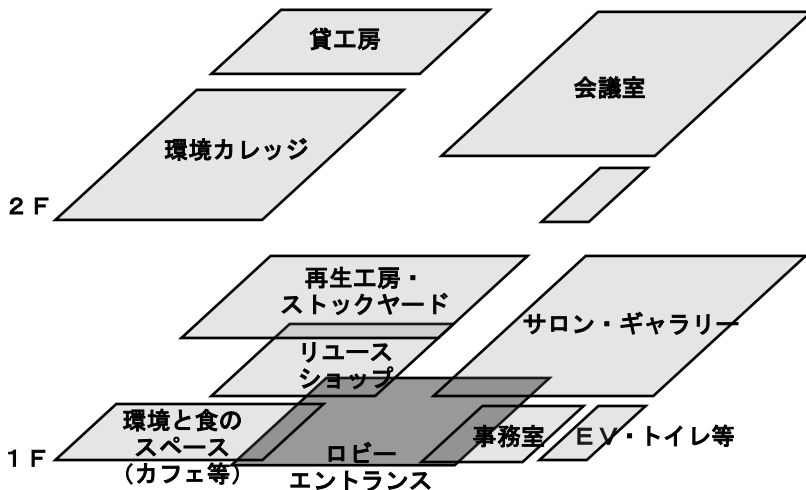 貸工房
会議室
環境カレッジ
２Ｆ
再生工房・
ストックヤード
サロン・ギャラリー
リユース
ショップ
環境と食の
スペース
（カフェ等）
事務室
ＥＶ・トイレ等
ロビー
エントランス
１Ｆ